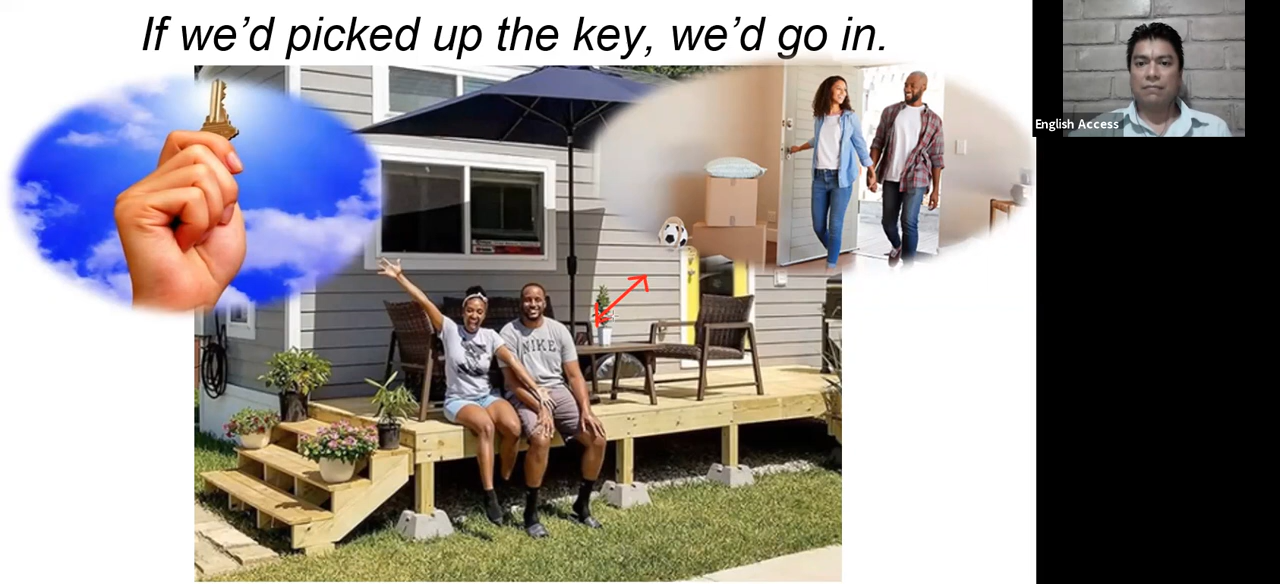 If we’d picked up the key, we’d go in.
English Access
NIKE